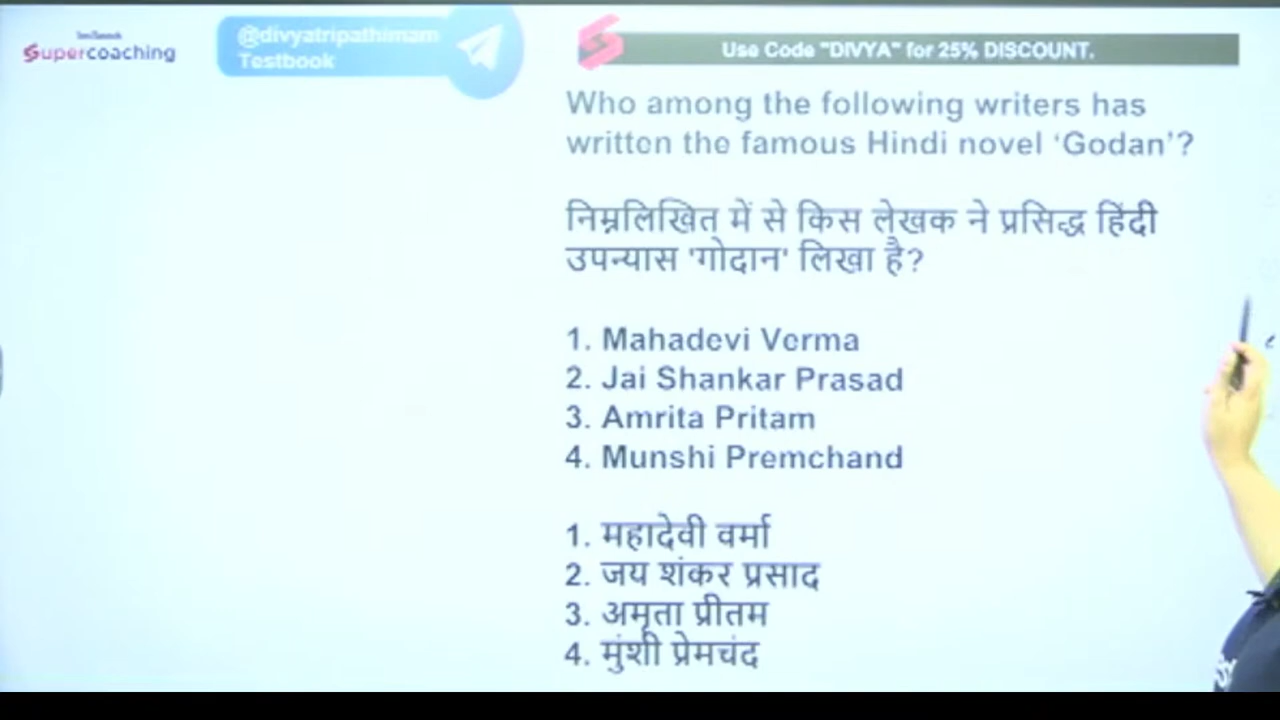 Supercoaching
@divyatripathimam
Testbook
Use Code "DIVYA" for 25% DISCOUNT.
Who among the following writers has
written the famous Hindi novel ‘Godan’?
निम्नलिखित में से किस लेखक ने प्रसिद्ध हिंदी
उपन्यास 'गोदान' लिखा है?
1. Mahadevi Verma
2. Jai Shankar Prasad
3. Amrita Pritam
4. Munshi Premchand
1. महादेवी वर्मा
2. जय शंकर प्रसाद
3. अमृता प्रीतम
4. मुंशी प्रेमचंद